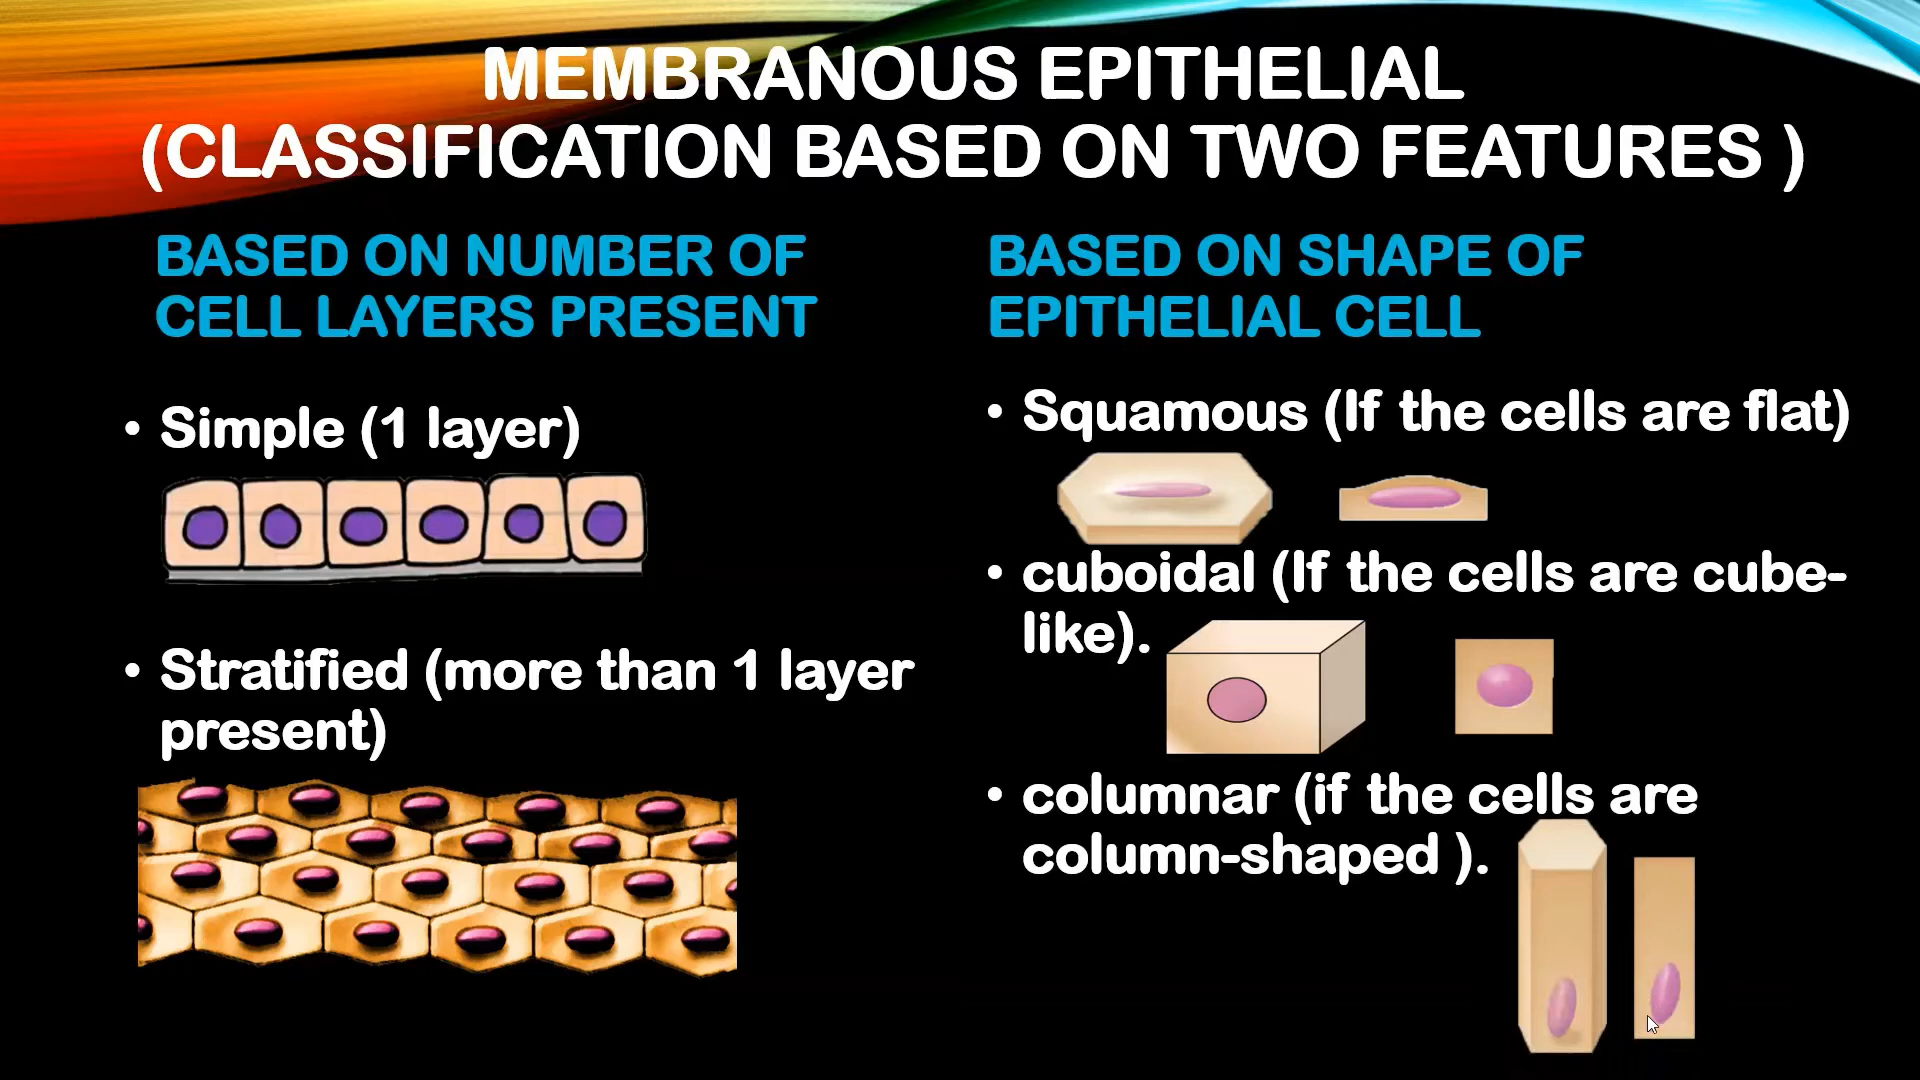 MEMBRANOUS EPITHELIAL
(CLASSIFICATION BASED ON TWO FEATURES )
BASED ON NUMBER OF
CELL LAYERS PRESENT
• Simple (1 layer)
• Stratified (more than 1 layer
present)
BASED ON SHAPE OF
EPITHELIAL CELL
• Squamous (If the cells are flat)
• cuboidal (If the cells are cube-
like).
• columnar (if the cells are
column-shaped ).